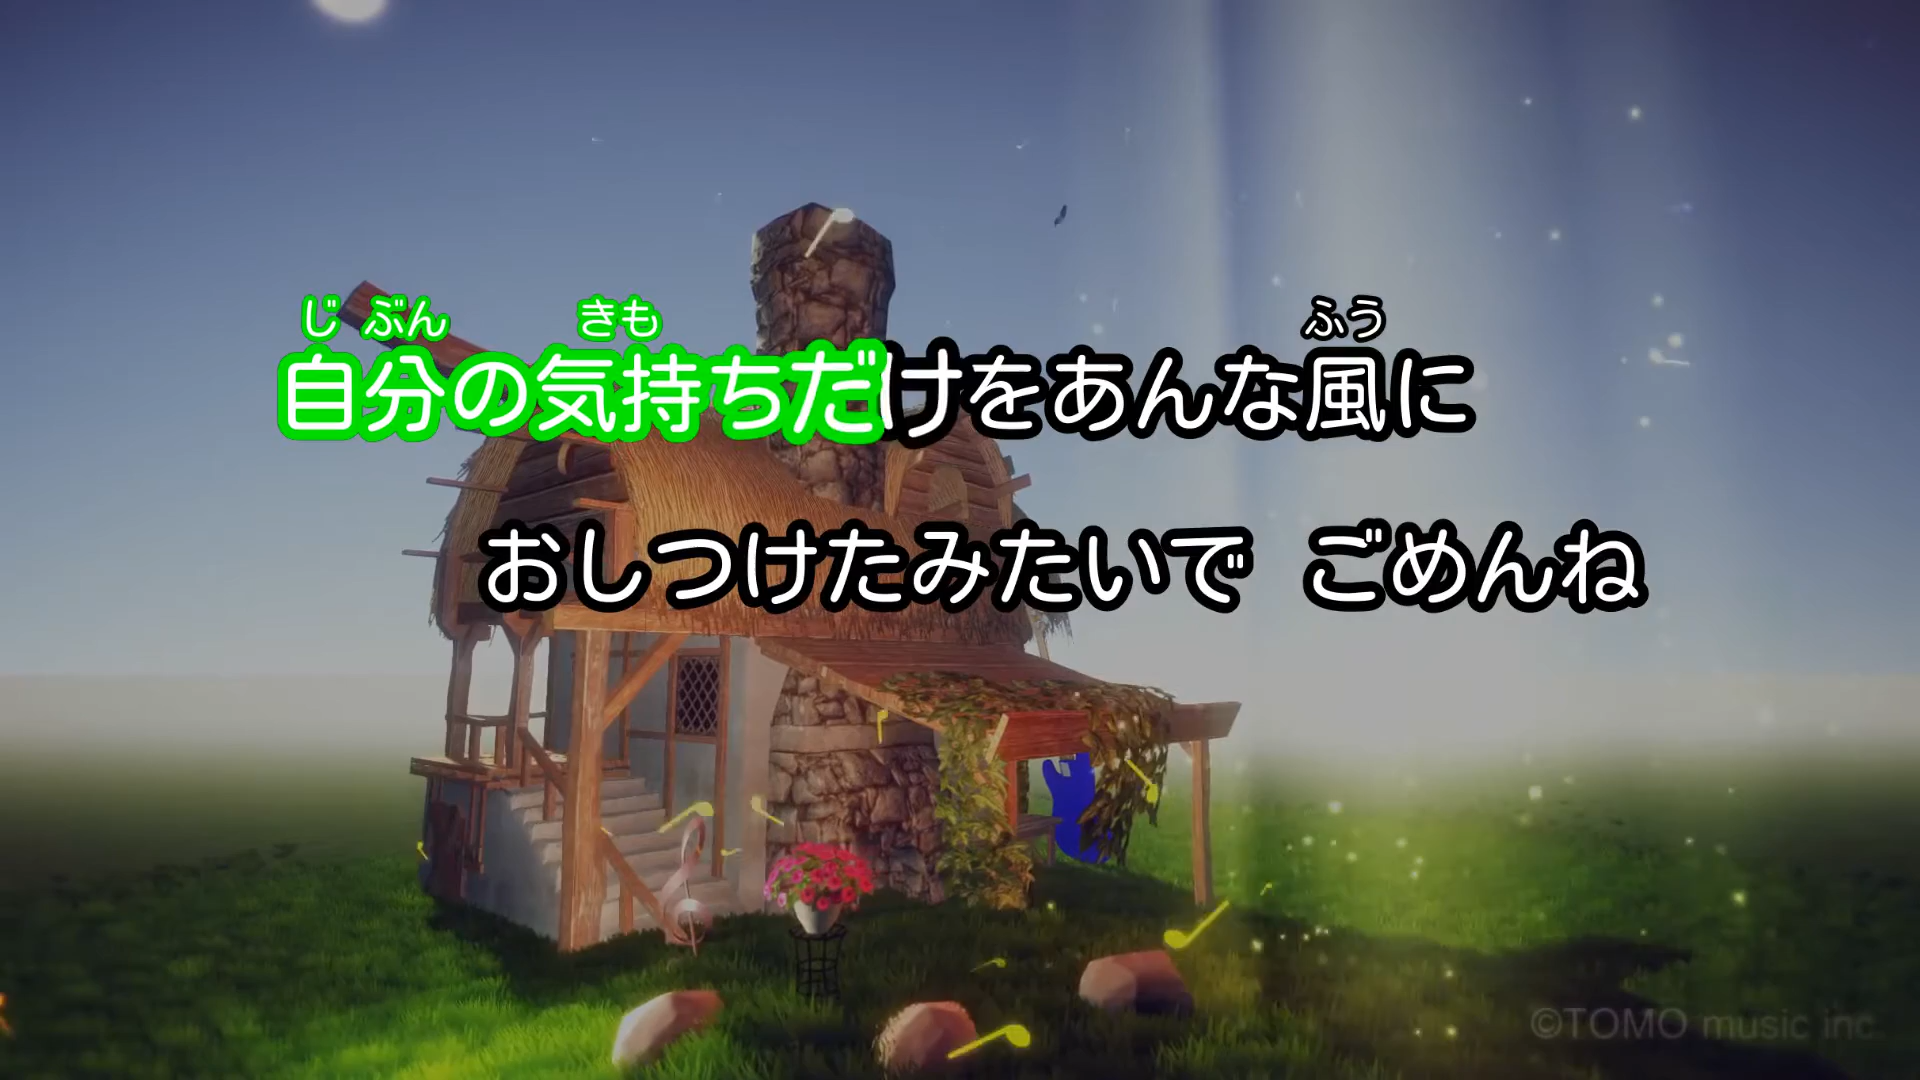 じ ぶん きも ふう
自分の気持ちだけをあんな風に
おしつけたみたいで ごめんね
©TOMO music inc.